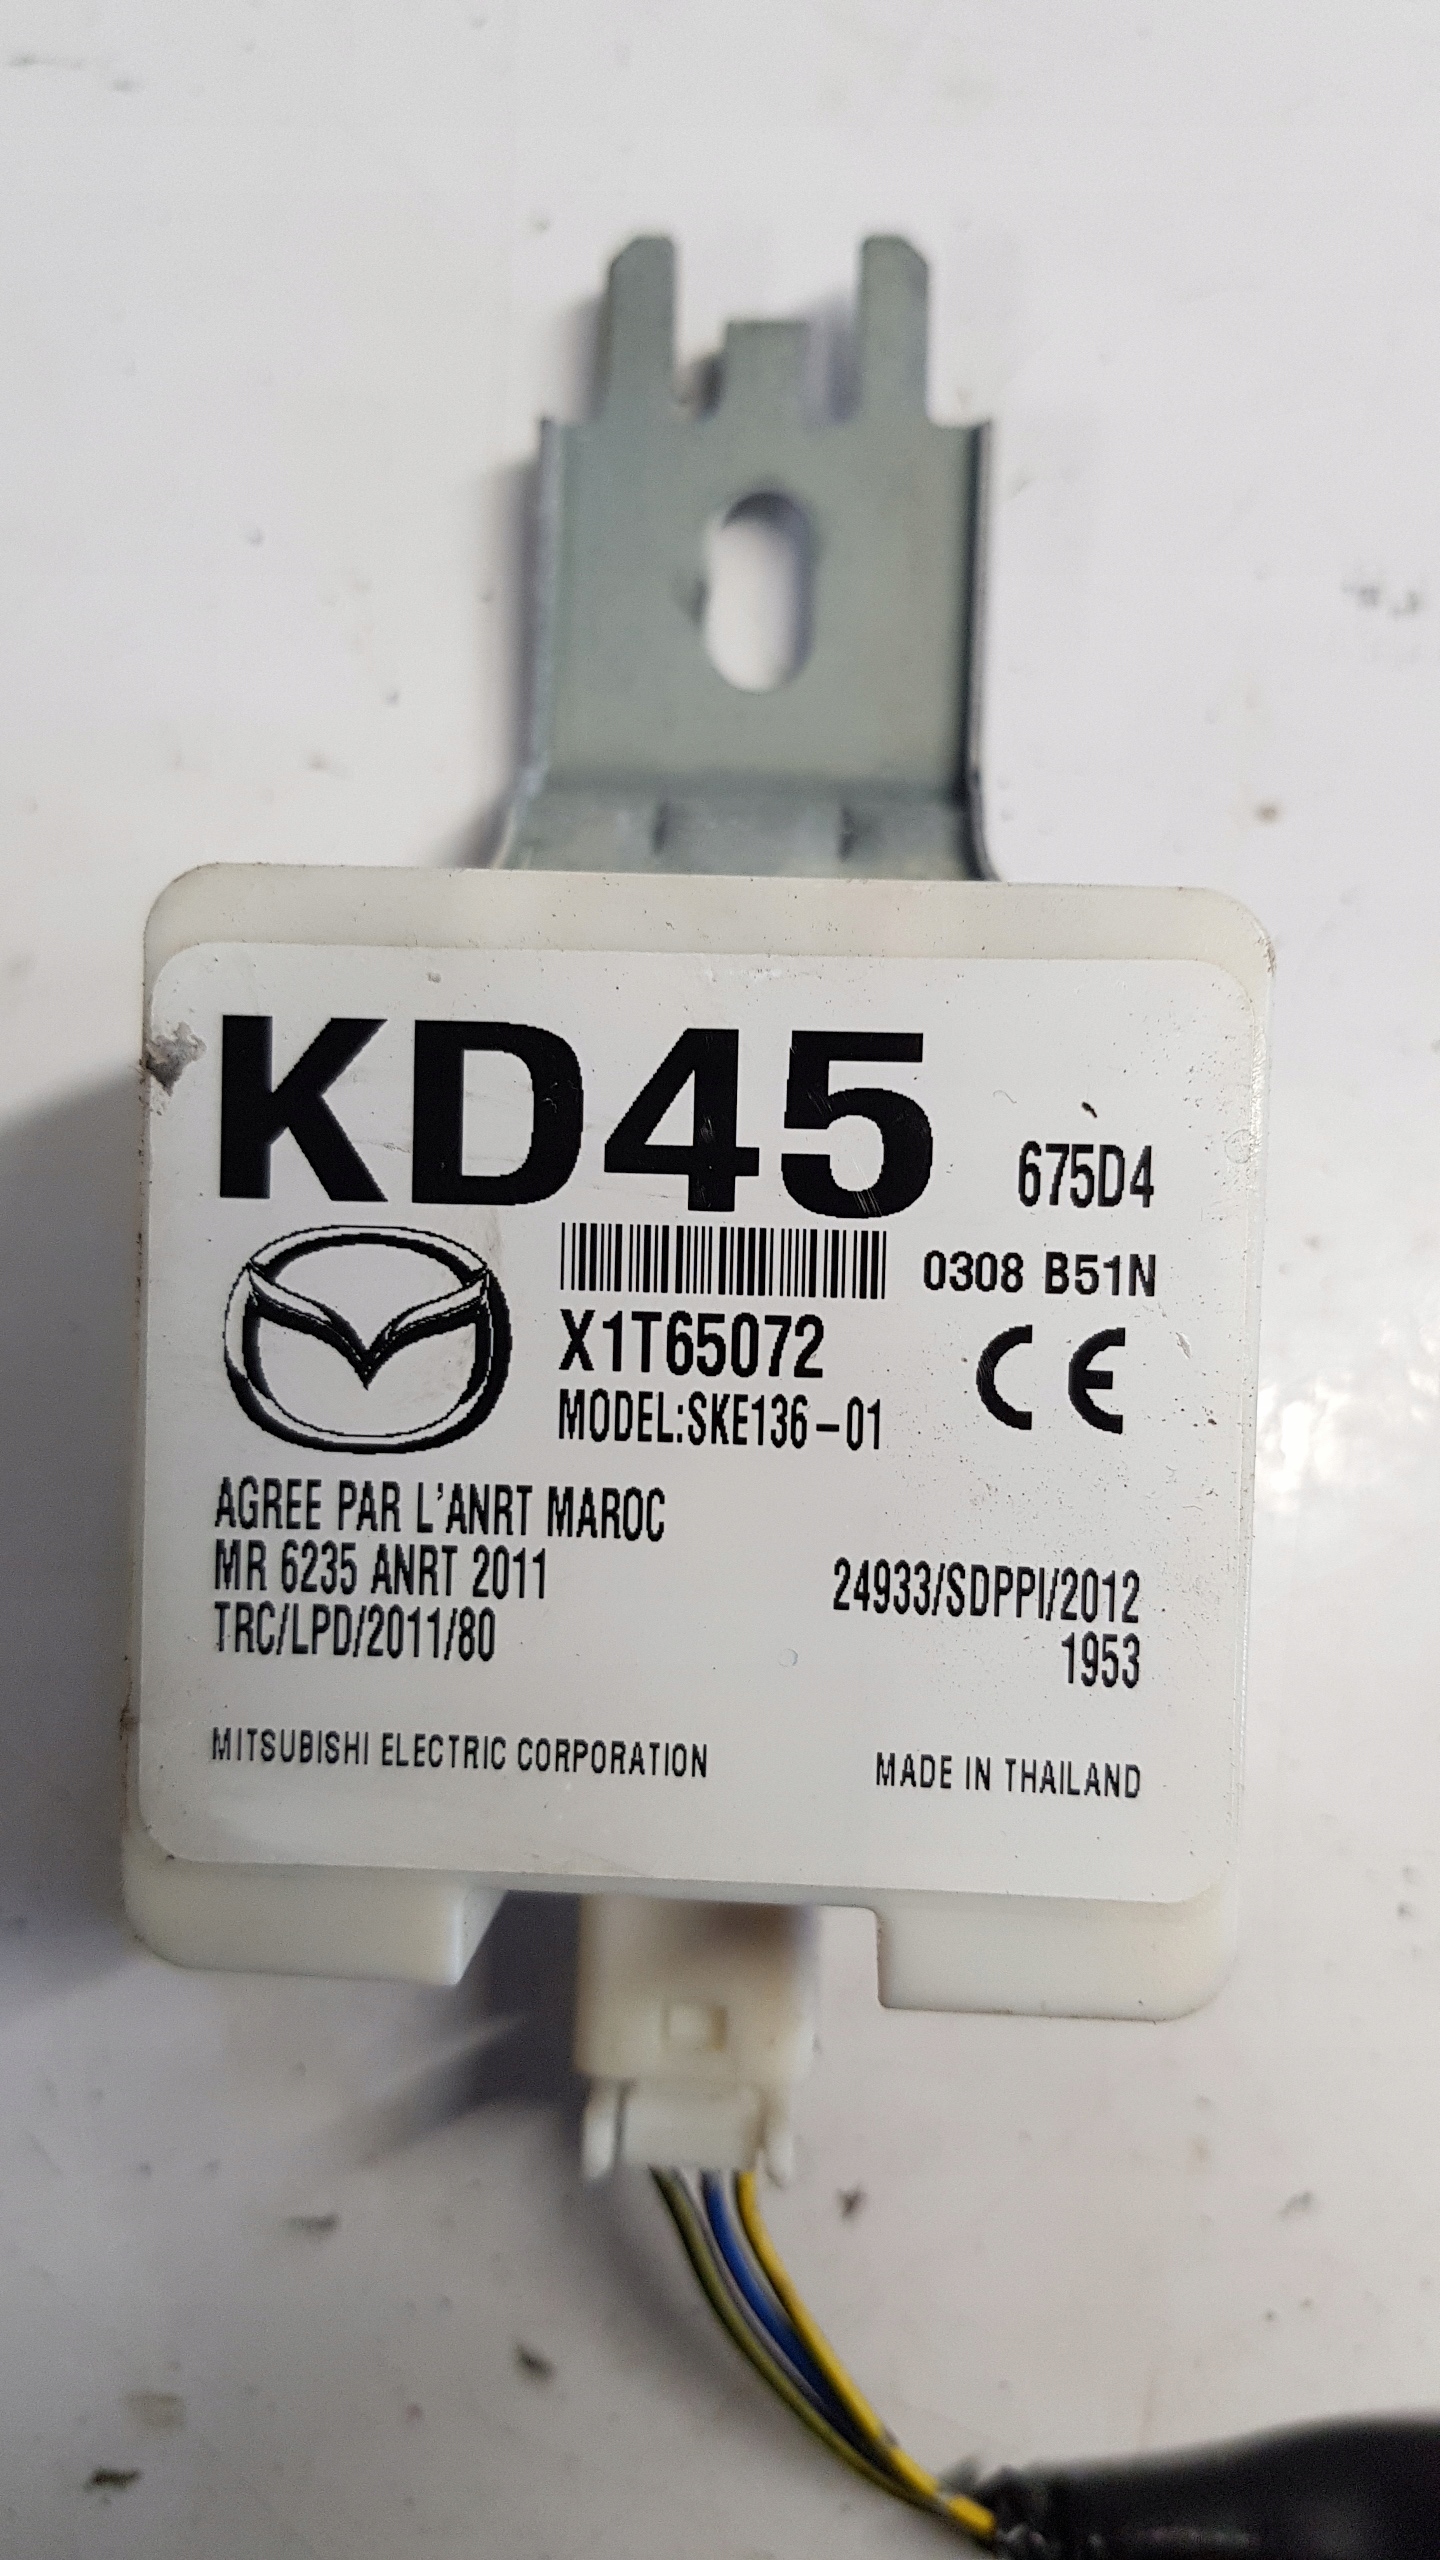 KD45 675D4
0308 B51N
X1T65072
MODEL:SKE136-01
CE
AGREE PAR L'ANRT MAROC
MR 6235 ANRT 2011
TRC/LPD/2011/80
24933/SDPPI/2012
1953
MITSUBISHI ELECTRIC CORPORATION
MADE IN THAILAND